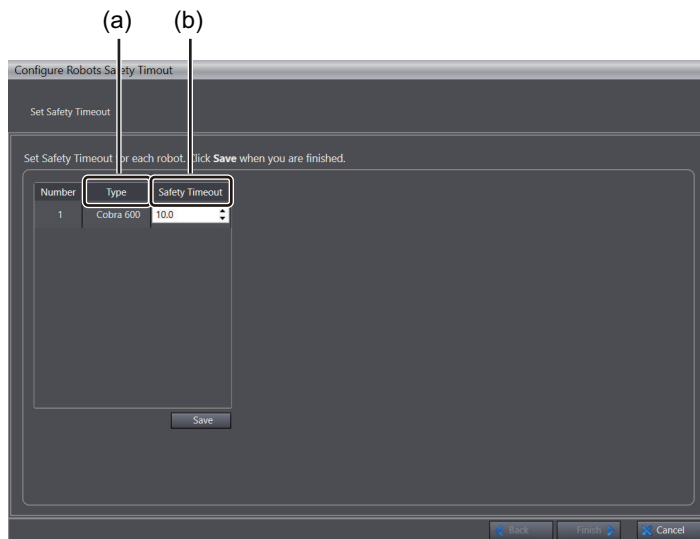 (a) (b)
Configure Robots Safety Timout
Set Safety Timeout
Set Safety Timeout for each robot. Click Save when you are finished.
Number Type Safety Timeout
1 Cobra 600 10.0
Save
Back Finish Cancel